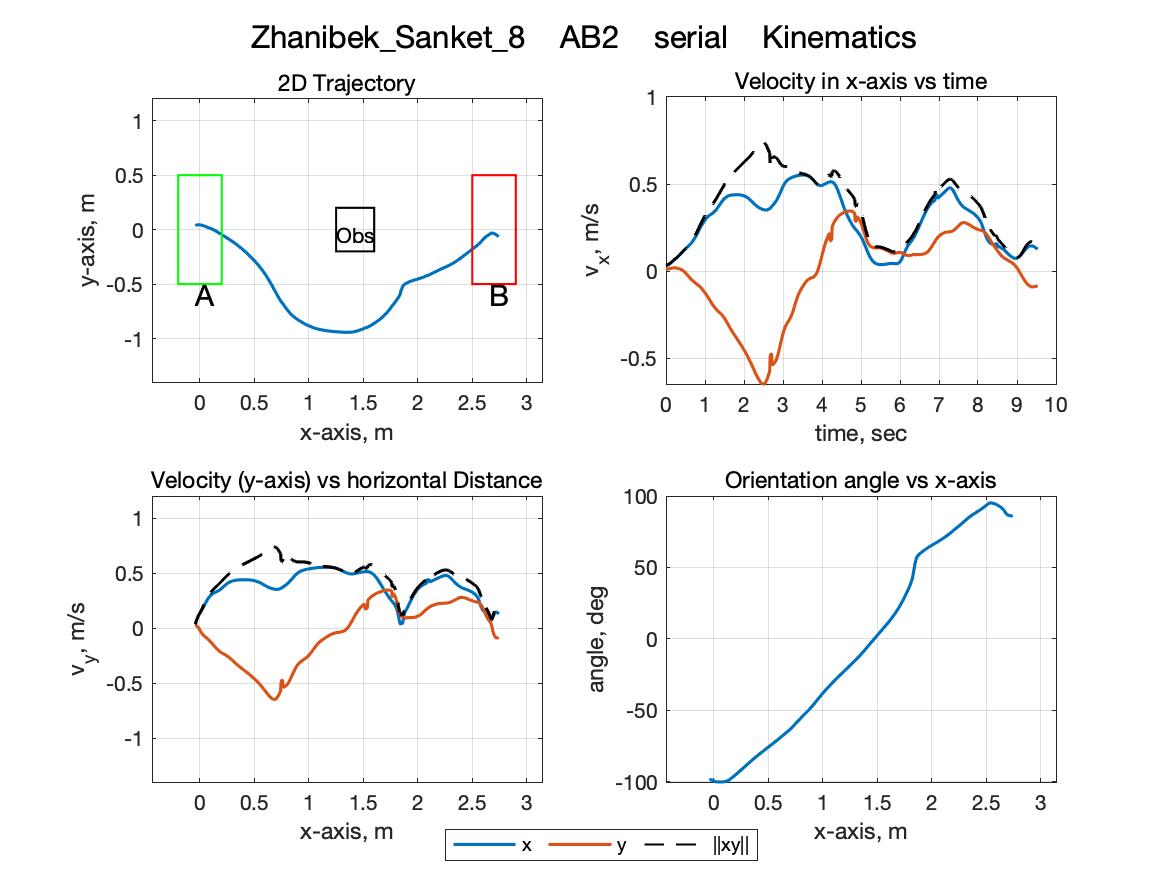 Zhanibek_Sanket_8 AB2 serial Kinematics
2D Trajectory
1
0.5
0
-0.5
-1
y-axis, m
Obs
A
B
0 0.5 1 1.5 2 2.5 3
x-axis, m
Velocity in x-axis vs time
1
0.5
0
-0.5
vx, m/s
0 1 2 3 4 5 6 7 8 9 10
time, sec
Velocity (y-axis) vs horizontal Distance
1
0.5
0
-0.5
-1
vy, m/s
0 0.5 1 1.5 2 2.5 3
x-axis, m
Orientation angle vs x-axis
100
50
0
-50
-100
angle, deg
0 0.5 1 1.5 2 2.5 3
x-axis, m
x y ||xy||